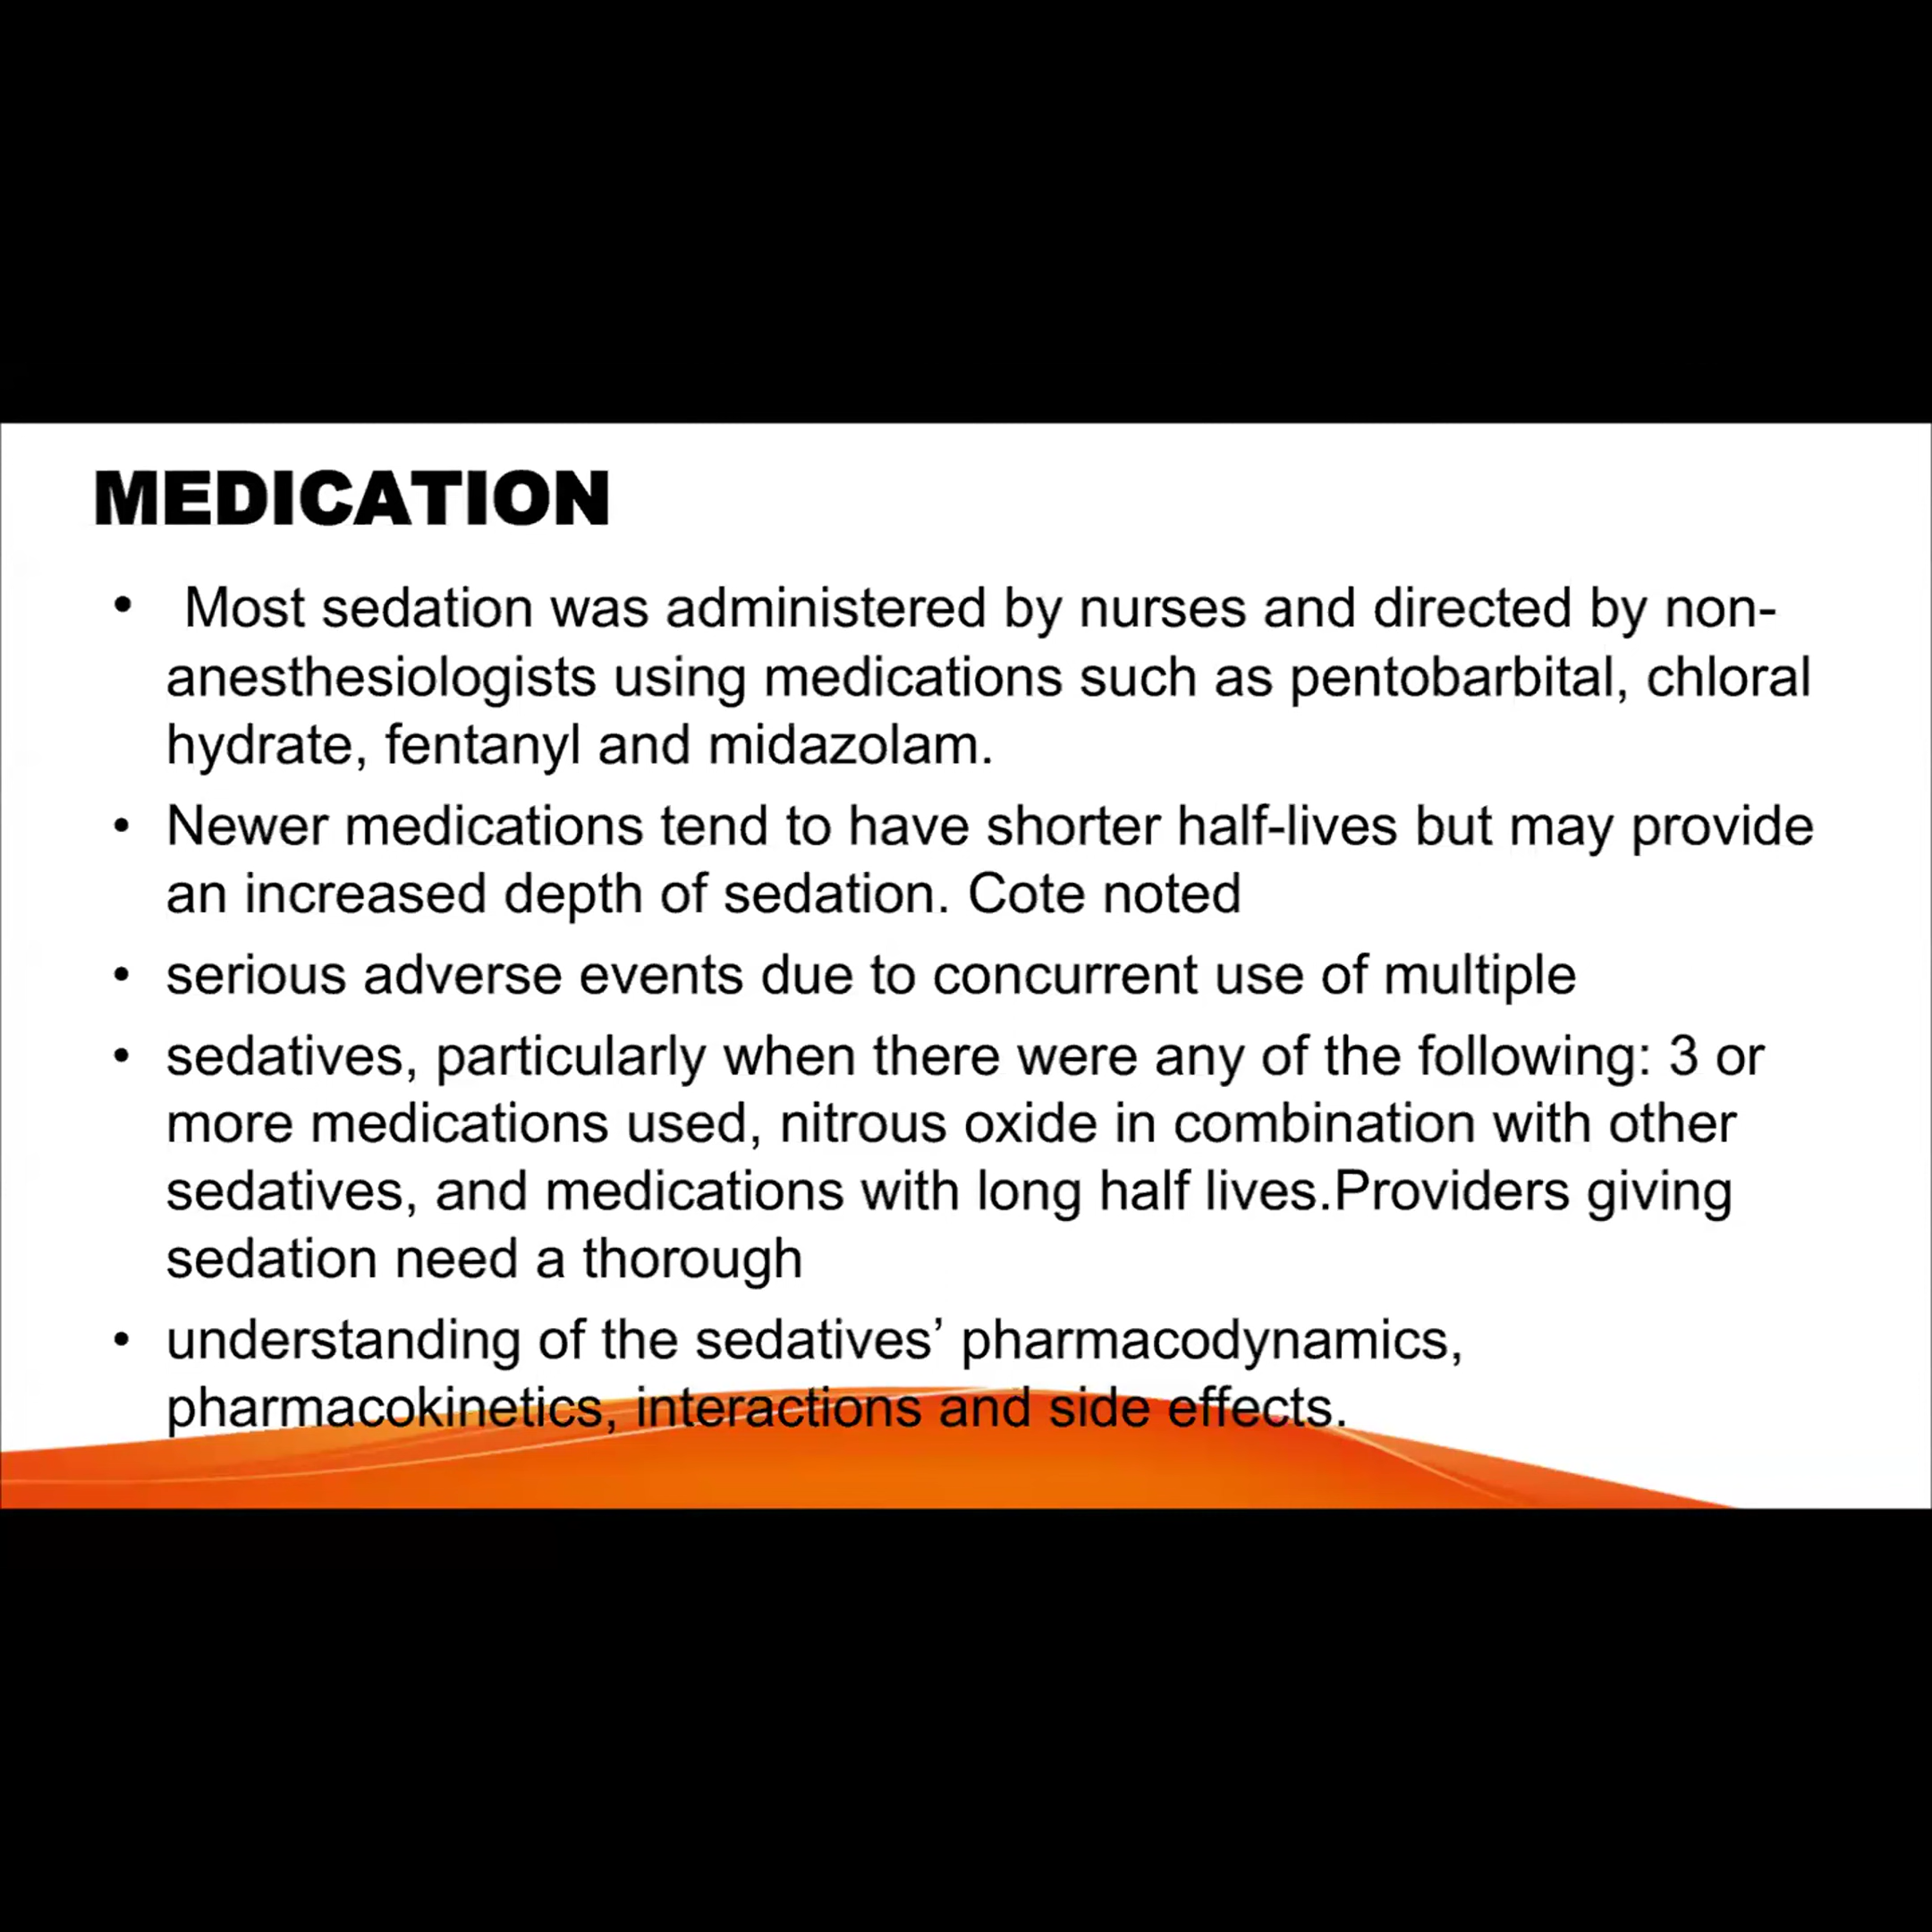 MEDICATION
• Most sedation was administered by nurses and directed by non-
anesthesiologists using medications such as pentobarbital, chloral
hydrate, fentanyl and midazolam.
• Newer medications tend to have shorter half-lives but may provide
an increased depth of sedation. Cote noted
• serious adverse events due to concurrent use of multiple
• sedatives, particularly when there were any of the following: 3 or
more medications used, nitrous oxide in combination with other
sedatives, and medications with long half lives.Providers giving
sedation need a thorough
• understanding of the sedatives’ pharmacodynamics,
pharmacokinetics, interactions and side effects.